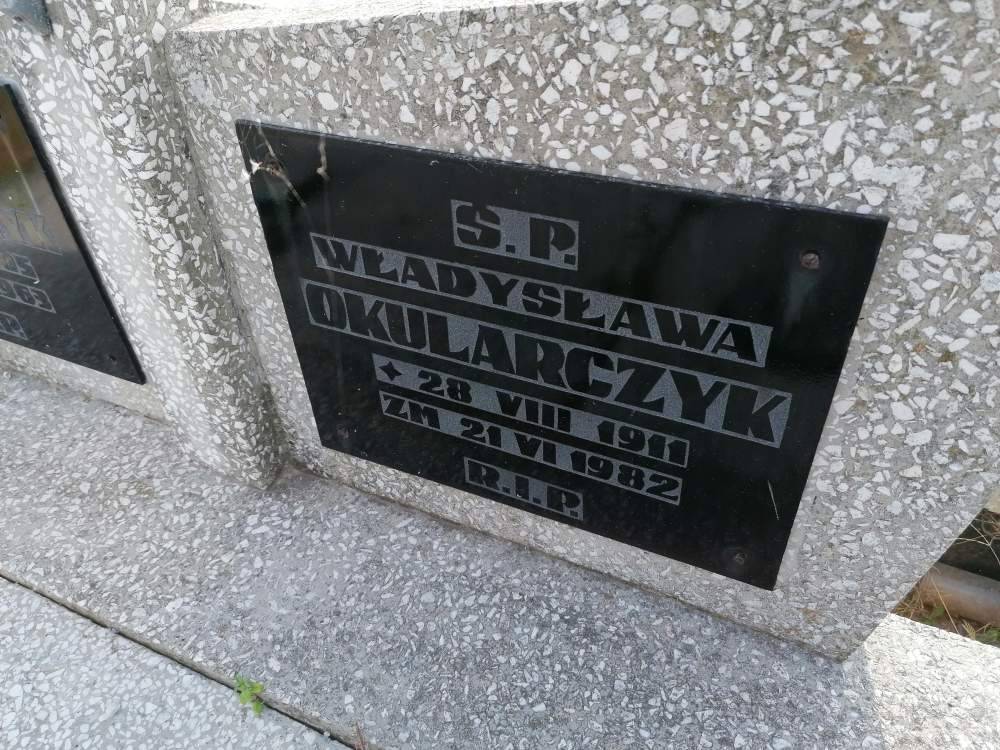 Ś.P.
WŁADYSŁAWA
OKULARCZYK
✦ 28 VIII 1911
ZM 21 VI 1982
R.I.P.